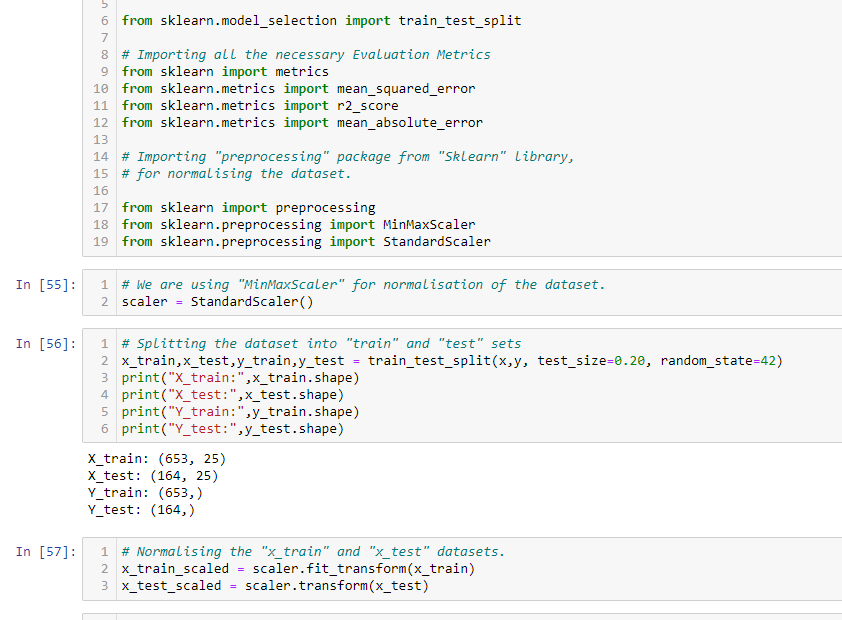 5
6 from sklearn.model_selection import train_test_split
7
8 # Importing all the necessary Evaluation Metrics
9 from sklearn import metrics
10 from sklearn.metrics import mean_squared_error
11 from sklearn.metrics import r2_score
12 from sklearn.metrics import mean_absolute_error
13
14 # Importing "preprocessing" package from "Sklearn" library,
15 # for normalising the dataset.
16
17 from sklearn import preprocessing
18 from sklearn.preprocessing import MinMaxScaler
19 from sklearn.preprocessing import StandardScaler
In [55]: 1 # We are using "MinMaxScaler" for normalisation of the dataset.
2 scaler = StandardScaler()
In [56]: 1 # Splitting the dataset into "train" and "test" sets
2 x_train,x_test,y_train,y_test = train_test_split(x,y, test_size=0.20, random_state=42)
3 print("X_train:",x_train.shape)
4 print("X_test:",x_test.shape)
5 print("Y_train:",y_train.shape)
6 print("Y_test:",y_test.shape)
X_train: (653, 25)
X_test: (164, 25)
Y_train: (653,)
Y_test: (164,)
In [57]: 1 # Normalising the "x_train" and "x_test" datasets.
2 x_train_scaled = scaler.fit_transform(x_train)
3 x_test_scaled = scaler.transform(x_test)